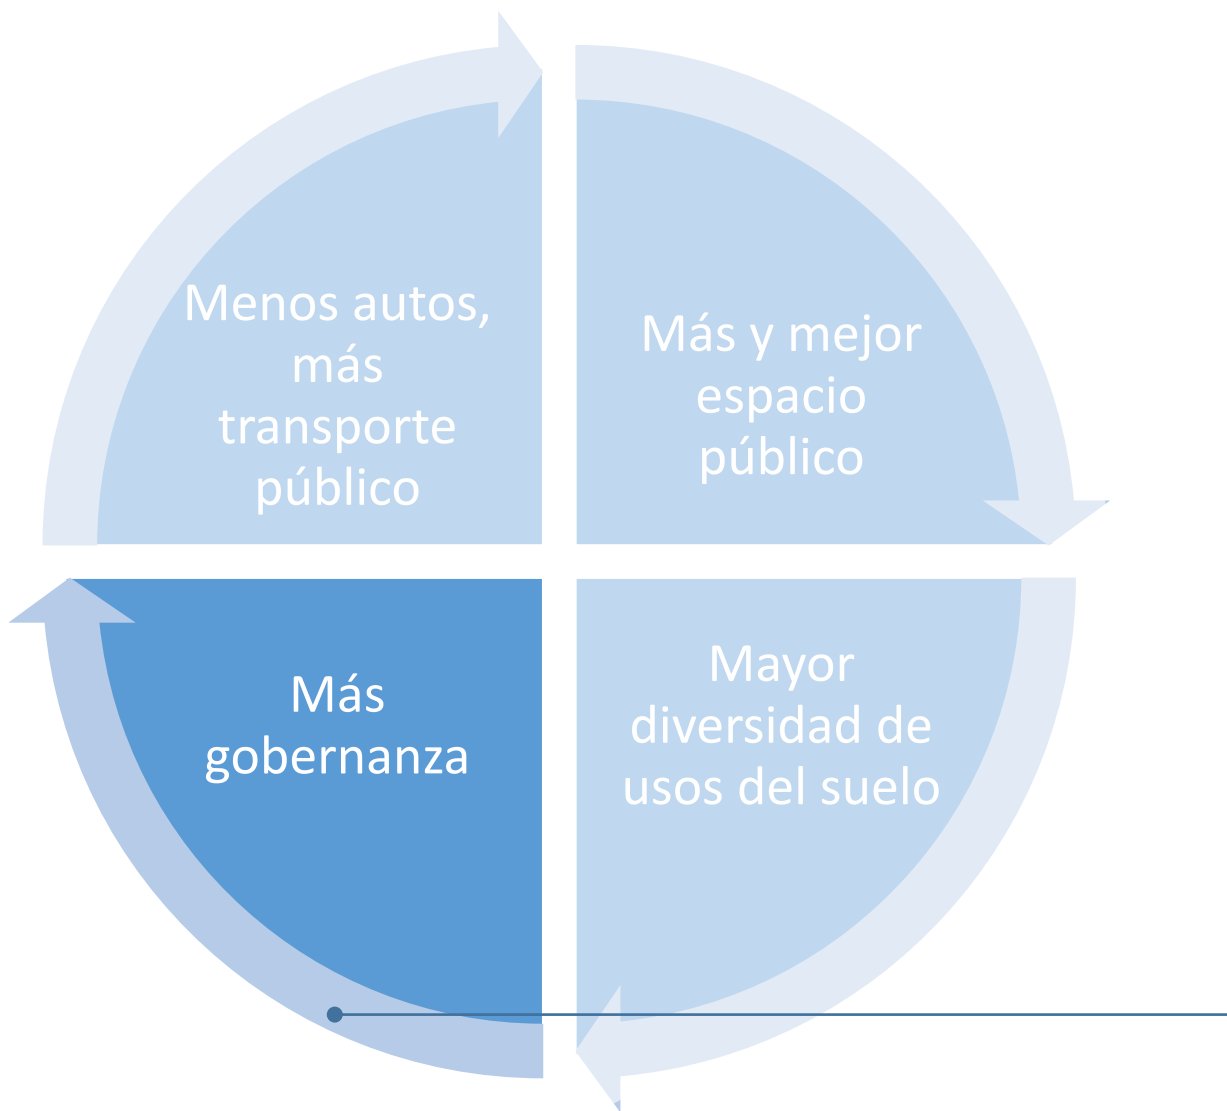 Menos autos,
más
transporte
público
Más y mejor
espacio
público
Más
gobernanza
Mayor
diversidad de
usos del suelo